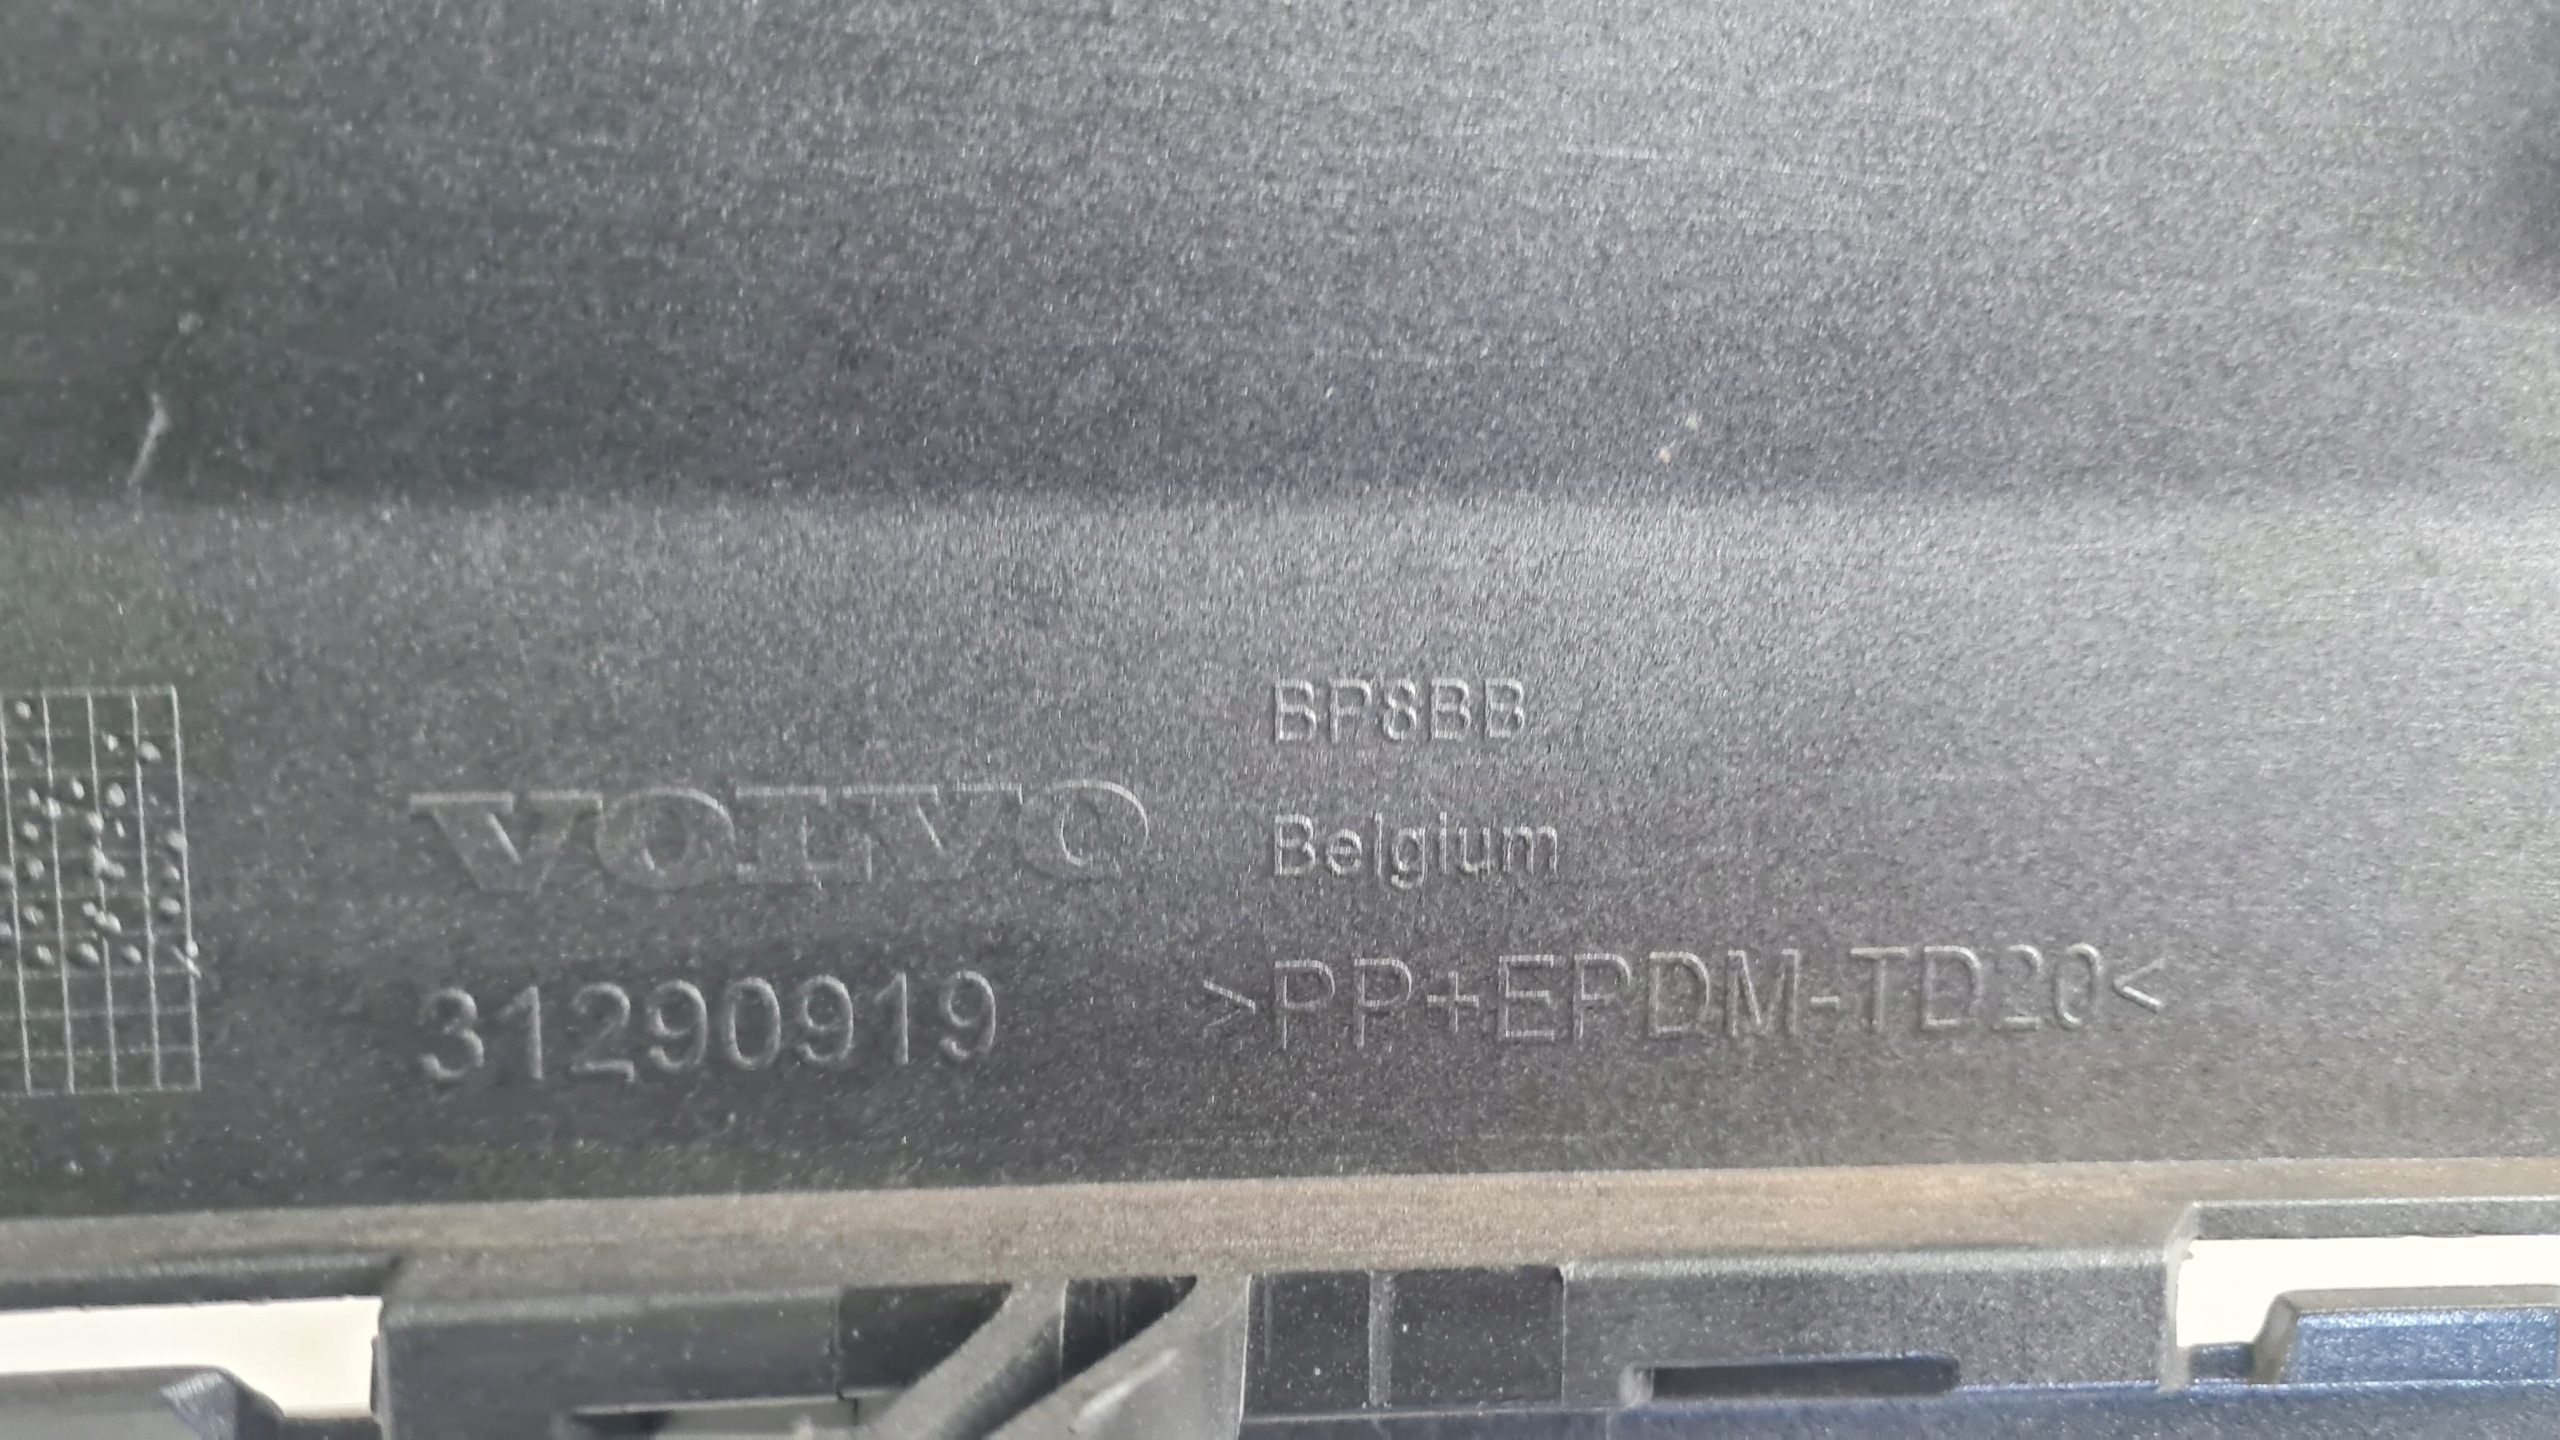 BP8BB
VOLVO
Belgium
31290919
>PP+EPDM-TD20<